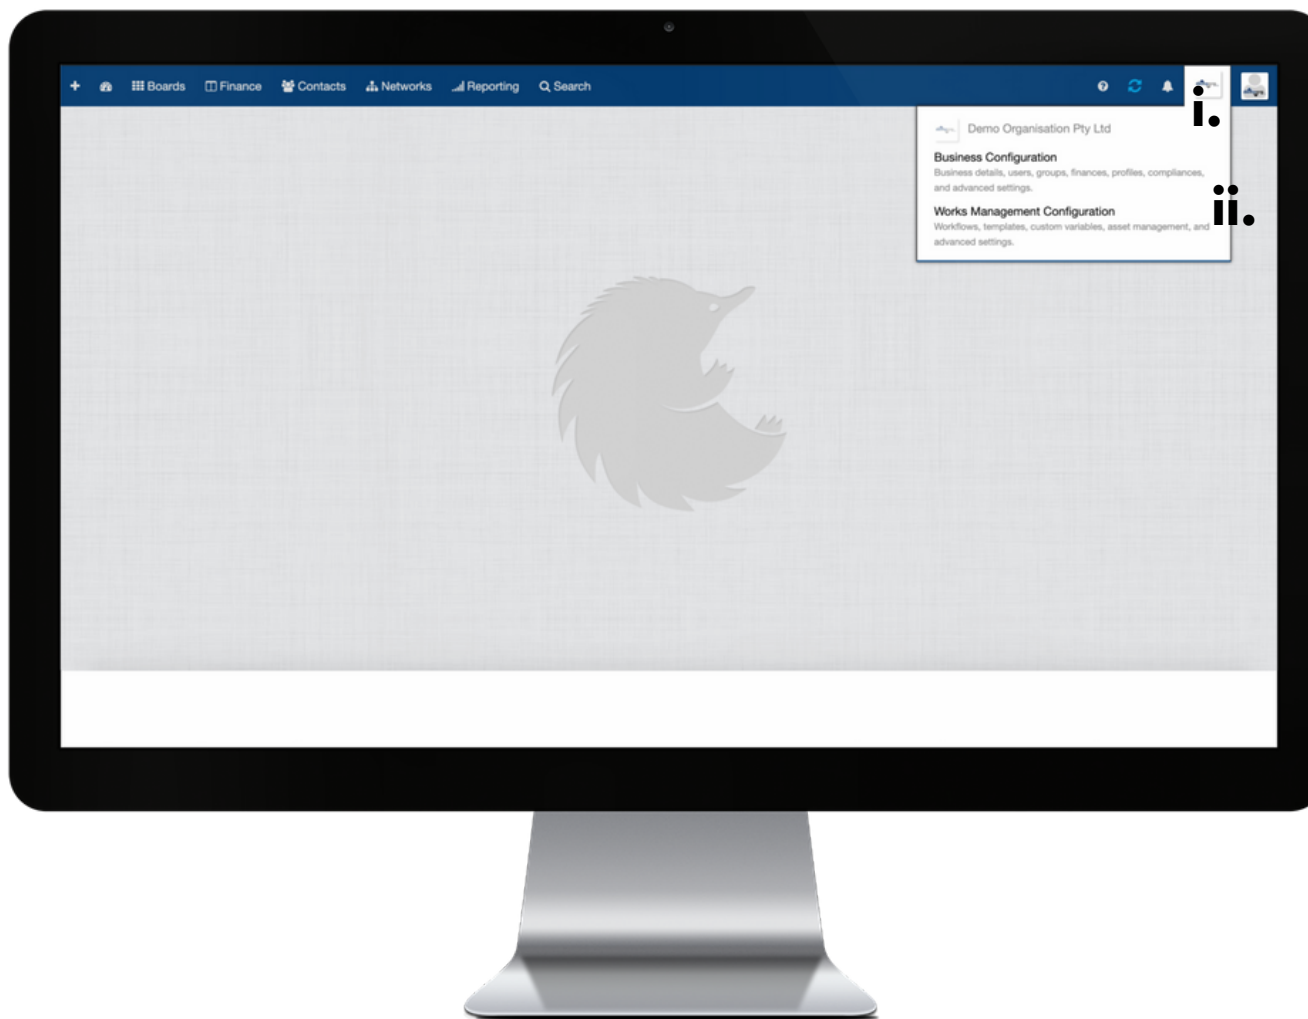 Boards Finance Contacts Networks Reporting Search
i.
Demo Organisation Pty Ltd
Business Configuration
Business details, users, groups, finances, profiles, compliances,
and advanced settings.
ii.
Works Management Configuration
Workflows, templates, custom variables, asset management, and
advanced settings.